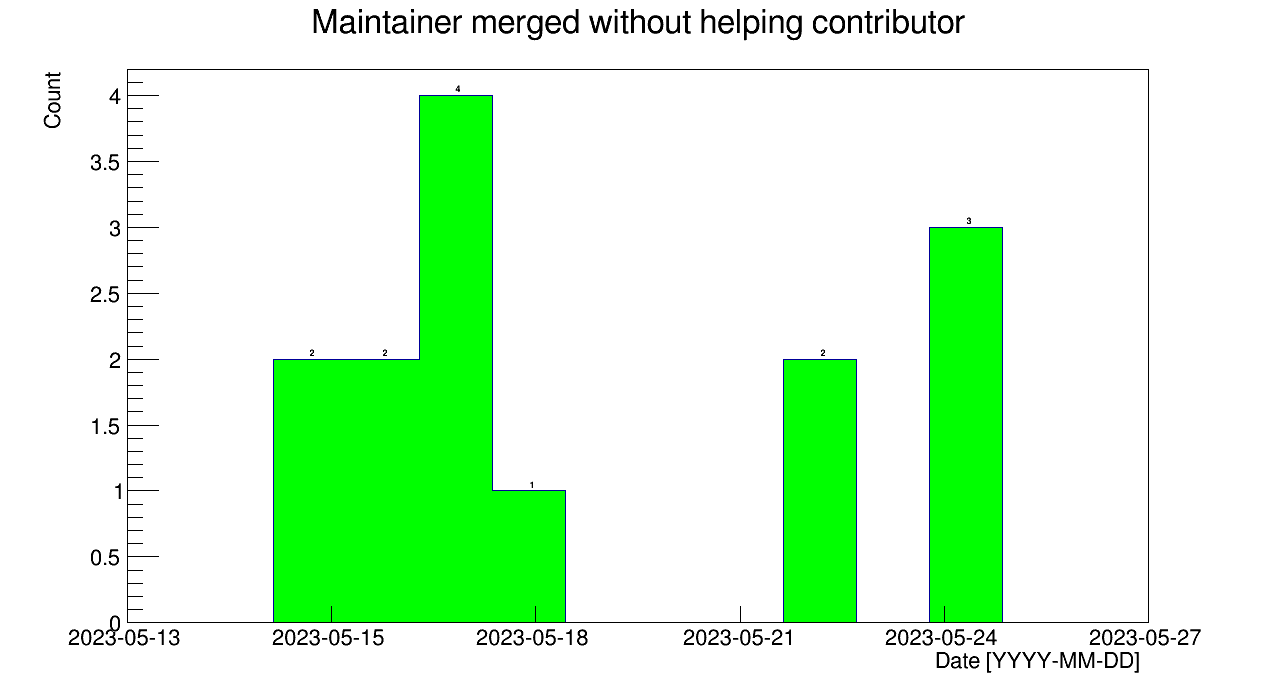 Maintainer merged without helping contributor
Count
4
3.5
3
2.5
2
1.5
1
0.5
0
2 2 4 1 2 3
2023-05-13 2023-05-15 2023-05-18 2023-05-21 2023-05-24 2023-05-27
Date [YYYY-MM-DD]